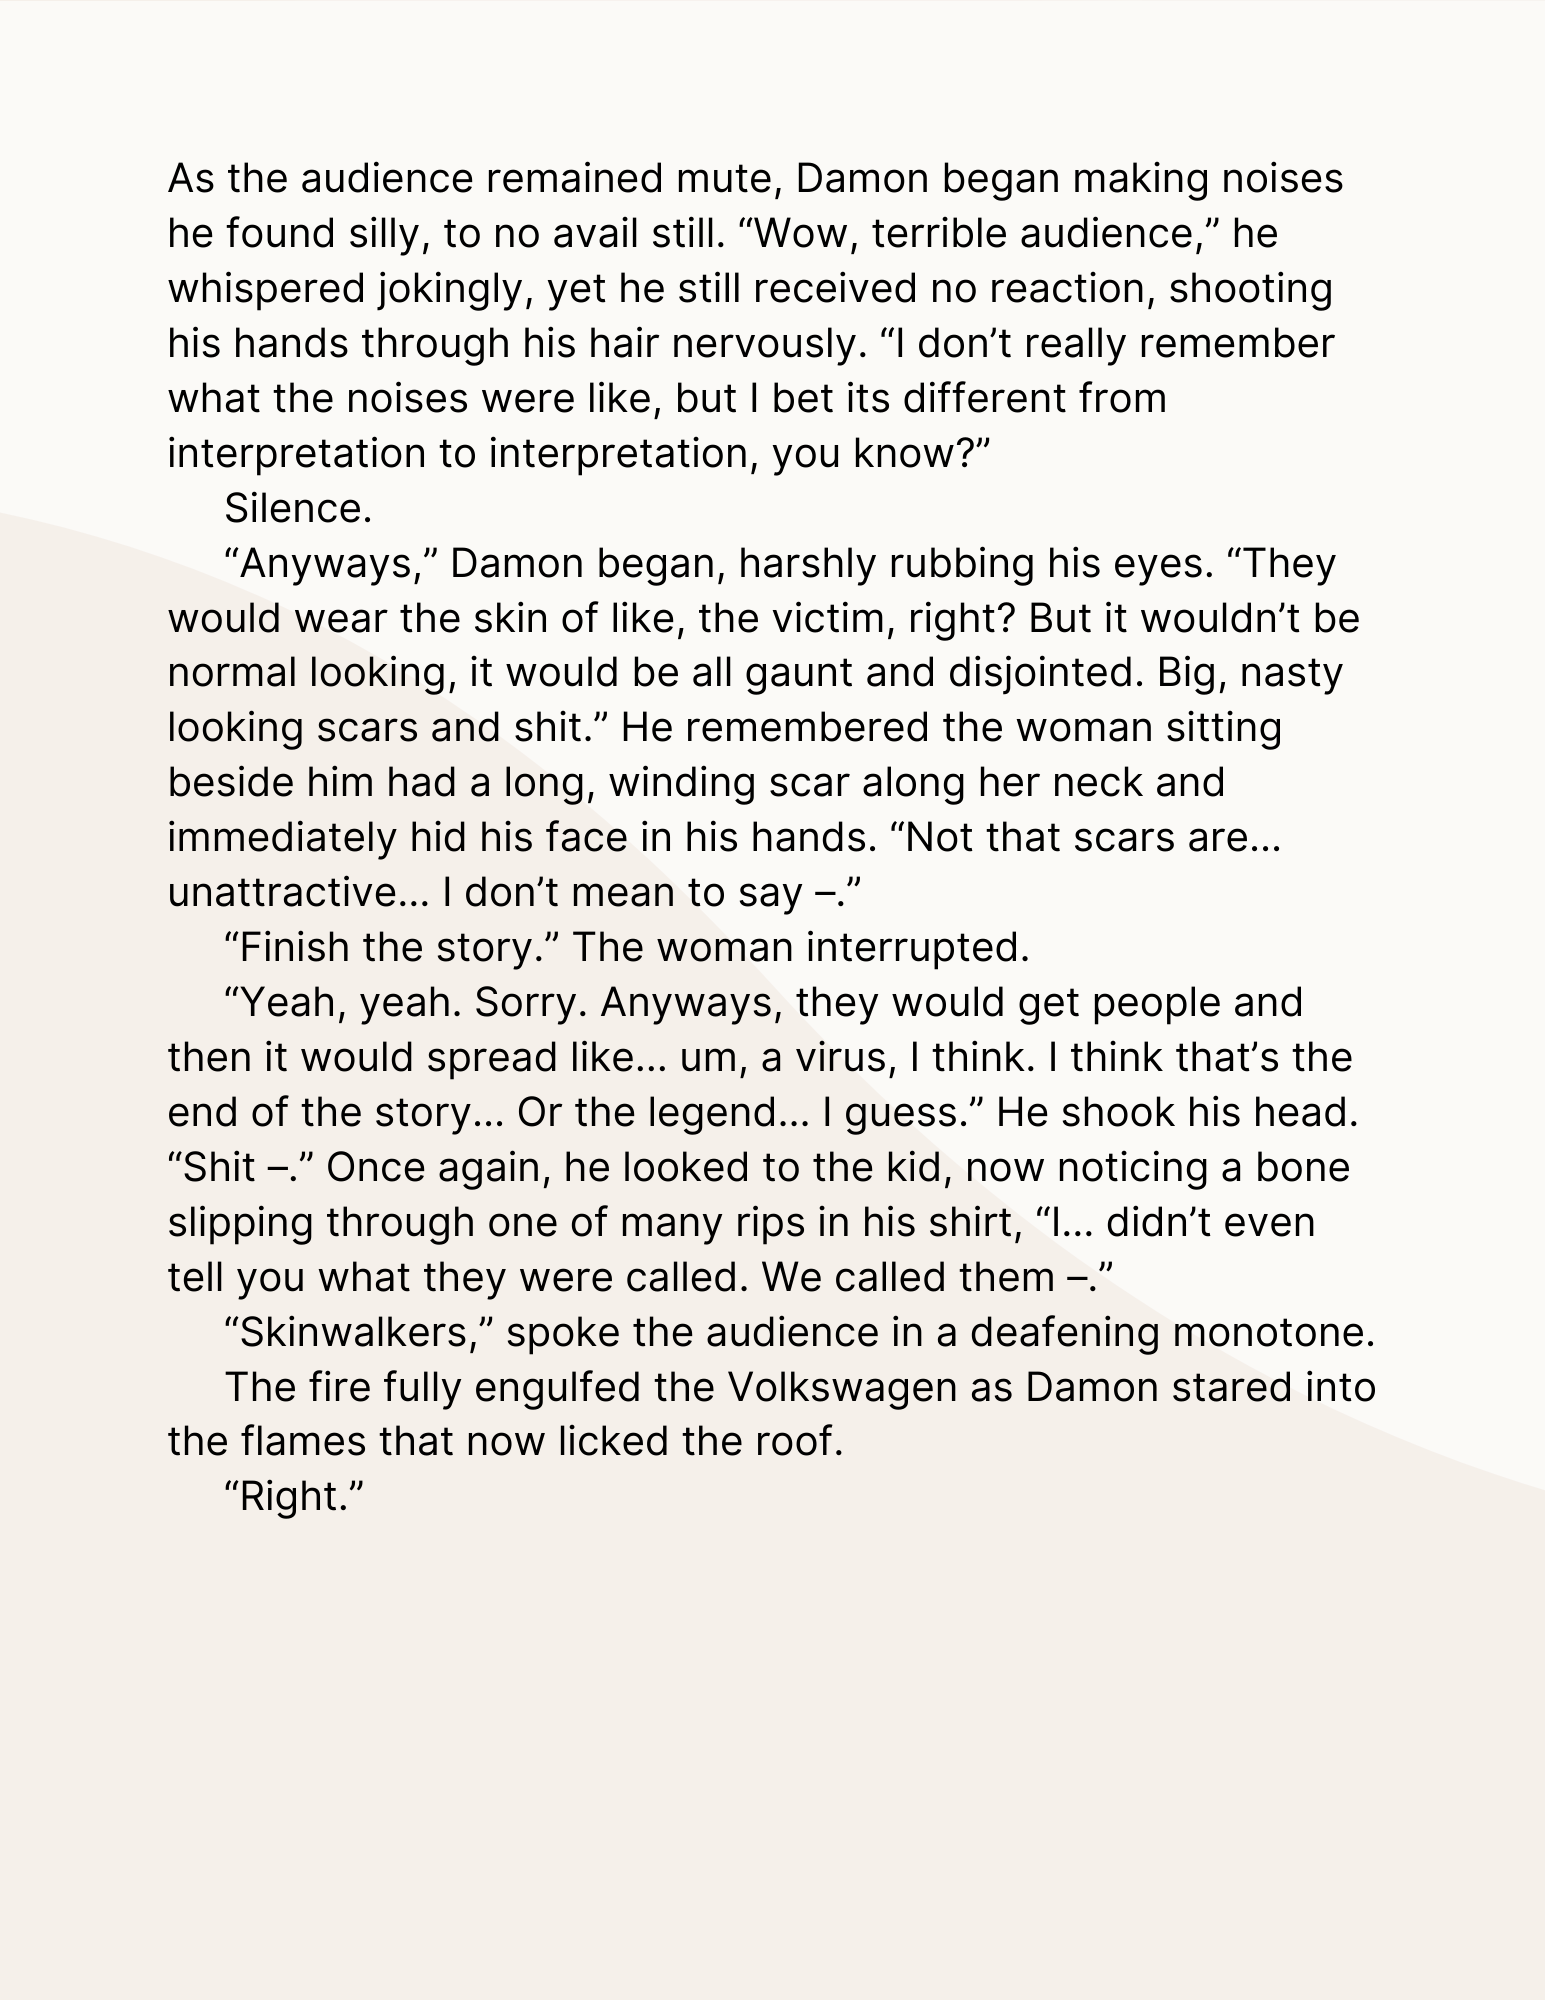 As the audience remained mute, Damon began making noises
he found silly, to no avail still. “Wow, terrible audience,” he
whispered jokingly, yet he still received no reaction, shooting
his hands through his hair nervously. “I don’t really remember
what the noises were like, but I bet its different from
interpretation to interpretation, you know?”
Silence.
“Anyways,” Damon began, harshly rubbing his eyes. “They
would wear the skin of like, the victim, right? But it wouldn’t be
normal looking, it would be all gaunt and disjointed. Big, nasty
looking scars and shit.” He remembered the woman sitting
beside him had a long, winding scar along her neck and
immediately hid his face in his hands. “Not that scars are...
unattractive... I don’t mean to say –.”
“Finish the story.” The woman interrupted.
“Yeah, yeah. Sorry. Anyways, they would get people and
then it would spread like... um, a virus, I think. I think that’s the
end of the story... Or the legend... I guess.” He shook his head.
“Shit –.” Once again, he looked to the kid, now noticing a bone
slipping through one of many rips in his shirt, “I... didn’t even
tell you what they were called. We called them –.”
“Skinwalkers,” spoke the audience in a deafening monotone.
The fire fully engulfed the Volkswagen as Damon stared into
the flames that now licked the roof.
“Right.”